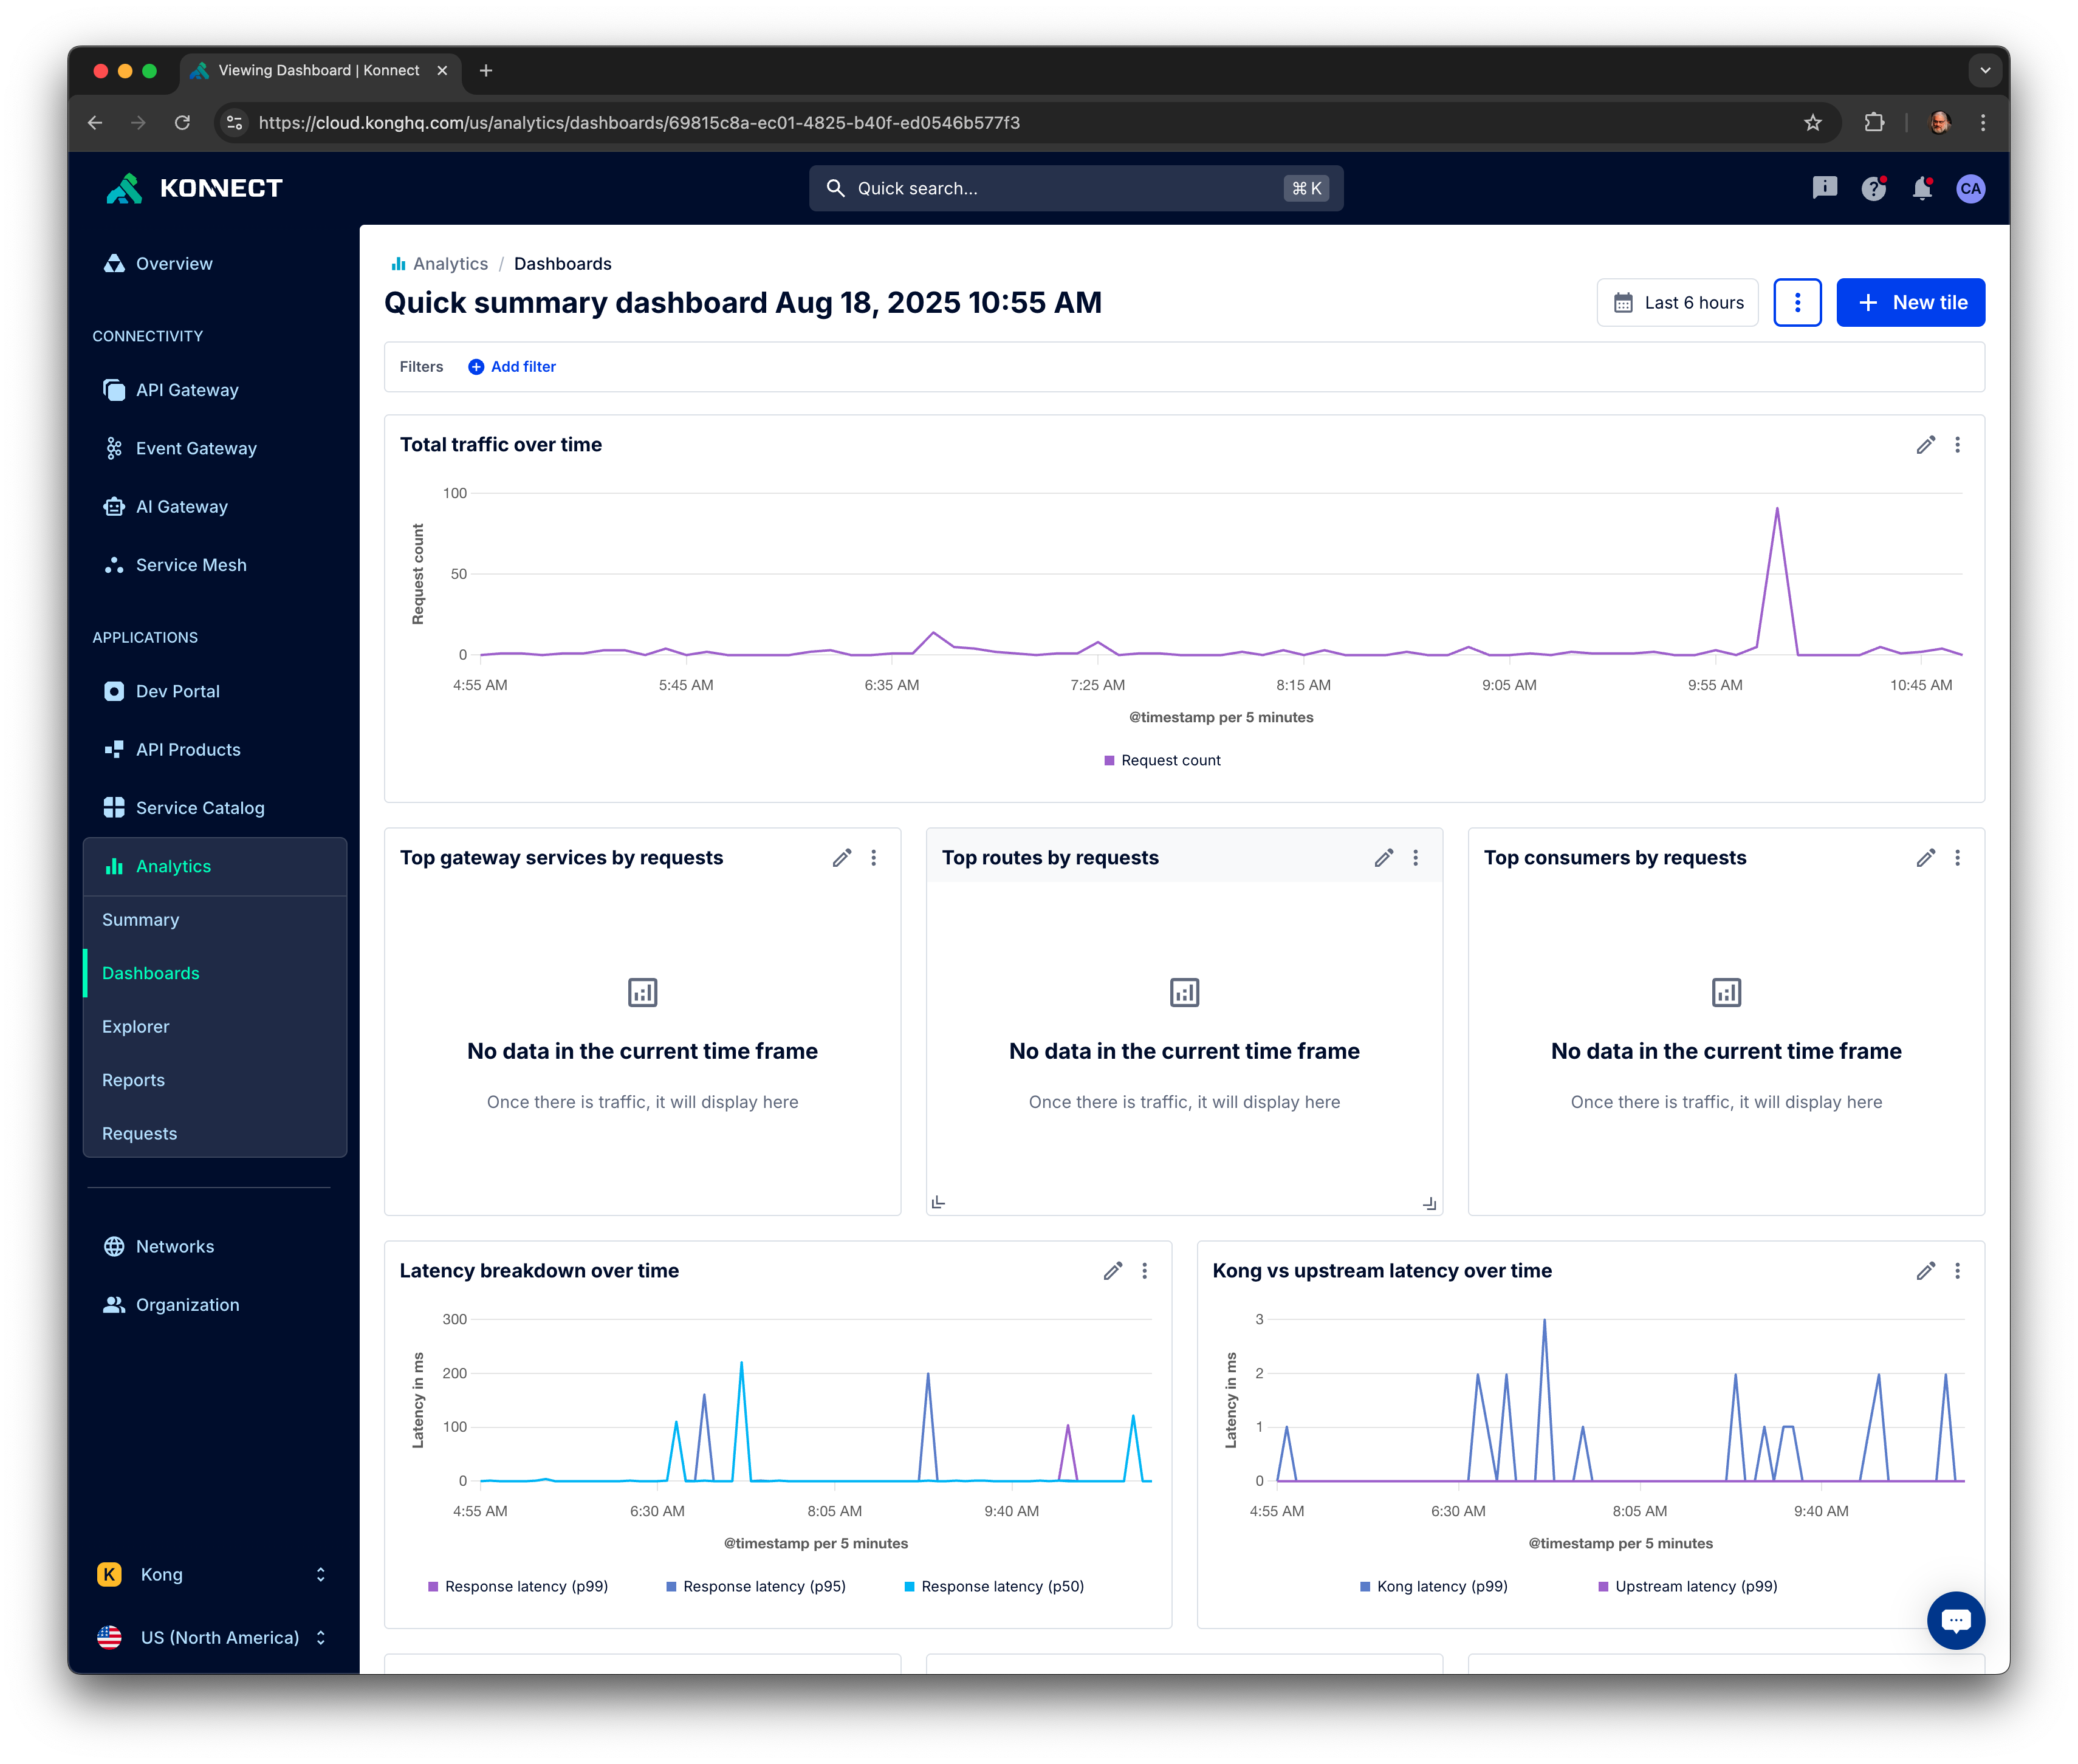 Viewing Dashboard | Konnect
https://cloud.konghq.com/us/analytics/dashboards/69815c8a-ec01-4825-b40f-ed0546b577f3
KONNECT
Quick search...
⌘ K
CA
Overview
CONNECTIVITY
API Gateway
Event Gateway
AI Gateway
Service Mesh
APPLICATIONS
Dev Portal
API Products
Service Catalog
Analytics
Summary
Dashboards
Explorer
Reports
Requests
Networks
Organization
K Kong
US (North America)
Analytics / Dashboards
Quick summary dashboard Aug 18, 2025 10:55 AM
Last 6 hours
New tile
Filters
Add filter
Total traffic over time
Request count
100
50
0
4:55 AM 5:45 AM 6:35 AM 7:25 AM 8:15 AM 9:05 AM 9:55 AM 10:45 AM
@timestamp per 5 minutes
Request count
Top gateway services by requests
No data in the current time frame
Once there is traffic, it will display here
Top routes by requests
No data in the current time frame
Once there is traffic, it will display here
Top consumers by requests
No data in the current time frame
Once there is traffic, it will display here
Latency breakdown over time
Latency in ms
300
200
100
0
4:55 AM 6:30 AM 8:05 AM 9:40 AM
@timestamp per 5 minutes
Response latency (p99) Response latency (p95) Response latency (p50)
Kong vs upstream latency over time
Latency in ms
3
2
1
0
4:55 AM 6:30 AM 8:05 AM 9:40 AM
@timestamp per 5 minutes
Kong latency (p99) Upstream latency (p99)